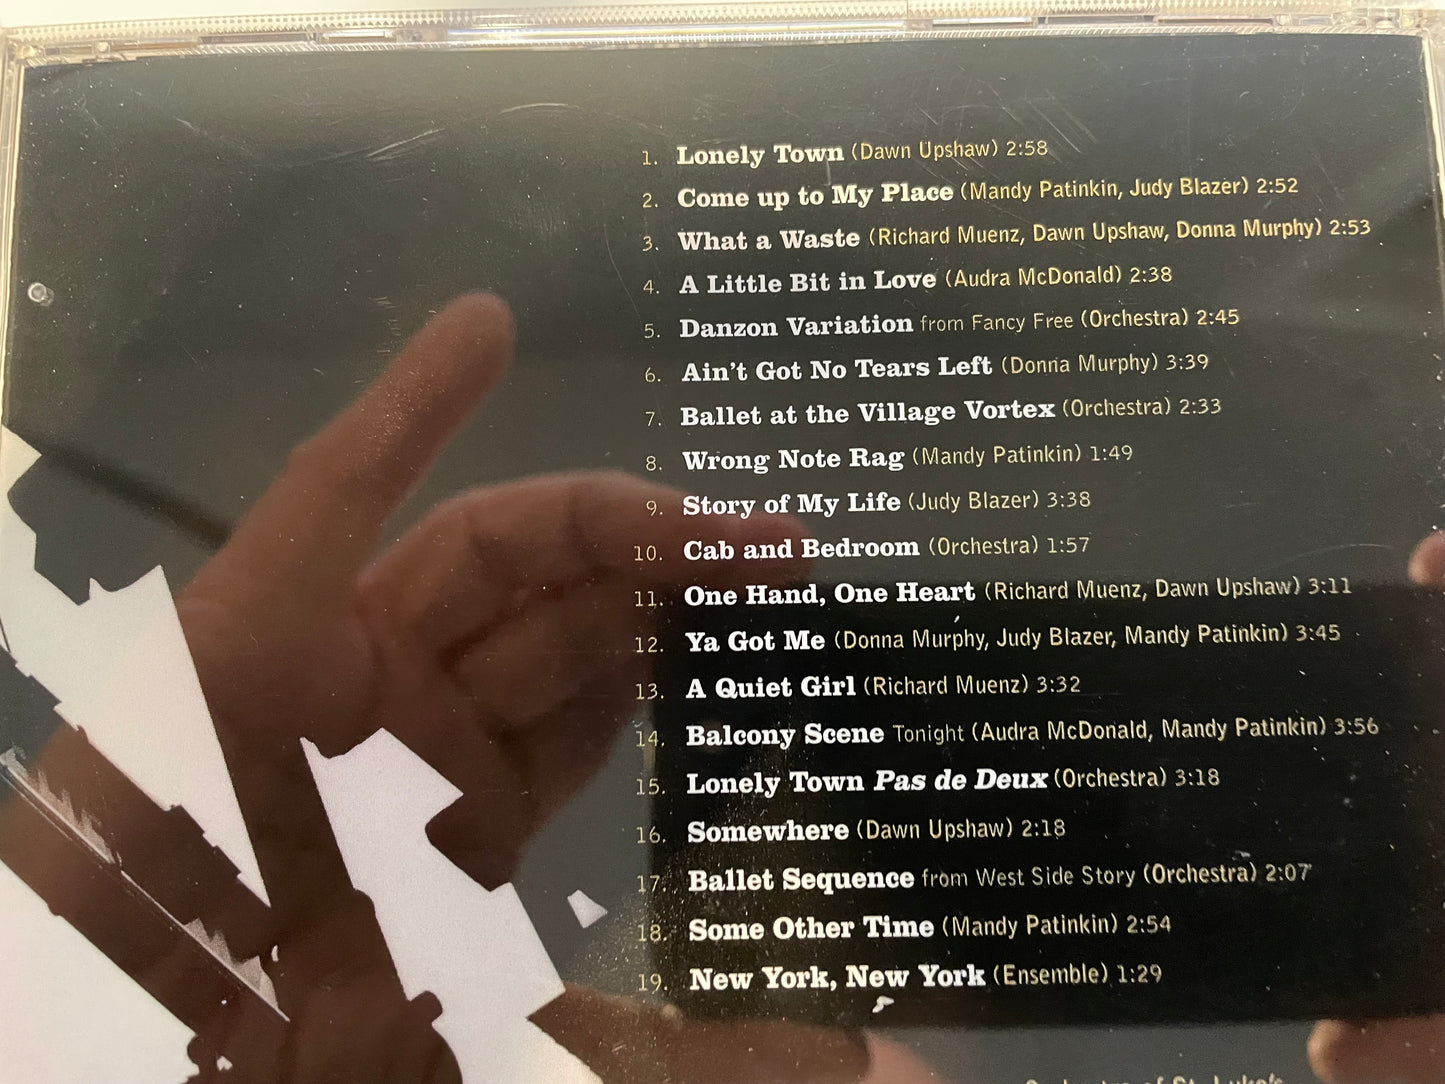 1. Lonely Town (Dawn Upshaw) 2:58
2. Come up to My Place (Mandy Patinkin, Judy Blazer) 2:52
3. What a Waste (Richard Muenz, Dawn Upshaw, Donna Murphy) 2:53
4. A Little Bit in Love (Audra McDonald) 2:38
5. Danzon Variation from Fancy Free (Orchestra) 2:45
6. Ain't Got No Tears Left (Donna Murphy) 3:39
7. Ballet at the Village Vortex (Orchestra) 2:33
8. Wrong Note Rag (Mandy Patinkin) 1:49
9. Story of My Life (Judy Blazer) 3:38
10. Cab and Bedroom (Orchestra) 1:57
11. One Hand, One Heart (Richard Muenz, Dawn Upshaw) 3:11
12. Ya Got Me (Donna Murphy, Judy Blazer, Mandy Patinkin) 3:45
13. A Quiet Girl (Richard Muenz) 3:32
14. Balcony Scene Tonight (Audra McDonald, Mandy Patinkin) 3:56
15. Lonely Town Pas de Deux (Orchestra) 3:18
16. Somewhere (Dawn Upshaw) 2:18
17. Ballet Sequence from West Side Story (Orchestra) 2:07
18. Some Other Time (Mandy Patinkin) 2:54
19. New York, New York (Ensemble) 1:29